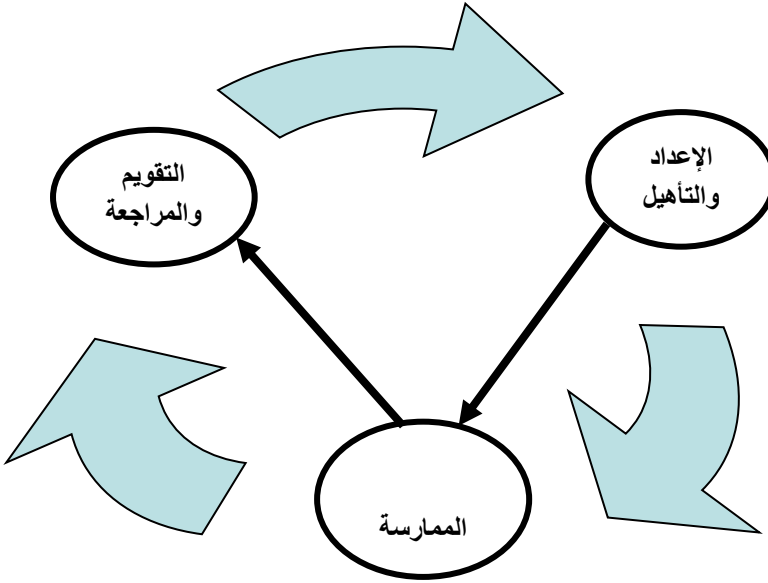 الإعداد
والتأهيل
التقويم
والمراجعة
الممارسة